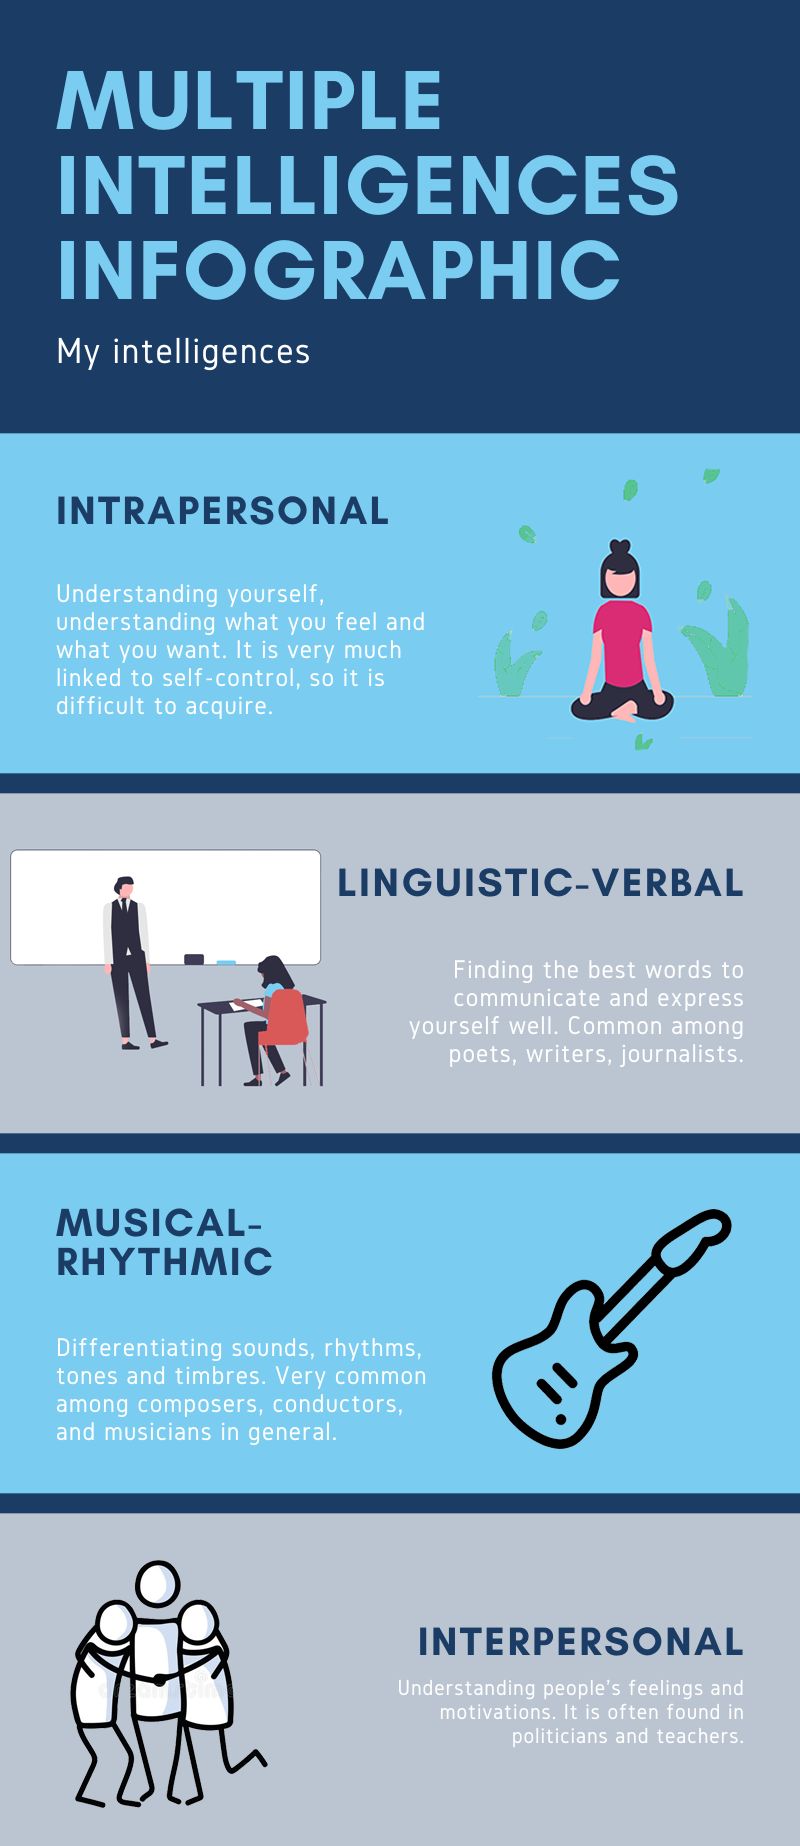 MULTIPLE
INTELLIGENCES
INFOGRAPHIC
My intelligences
INTRAPERSONAL
Understanding yourself,
understanding what you feel and
what you want. It is very much
linked to self-control, so it is
difficult to acquire.
LINGUISTIC-VERBAL
Finding the best words to
communicate and express
yourself well. Common among
poets, writers, journalists.
MUSICAL-
RHYTHMIC
Differentiating sounds, rhythms,
tones and timbres. Very common
among composers, conductors,
and musicians in general.
INTERPERSONAL
Understanding people's feelings and
motivations. It is often found in
politicians and teachers.